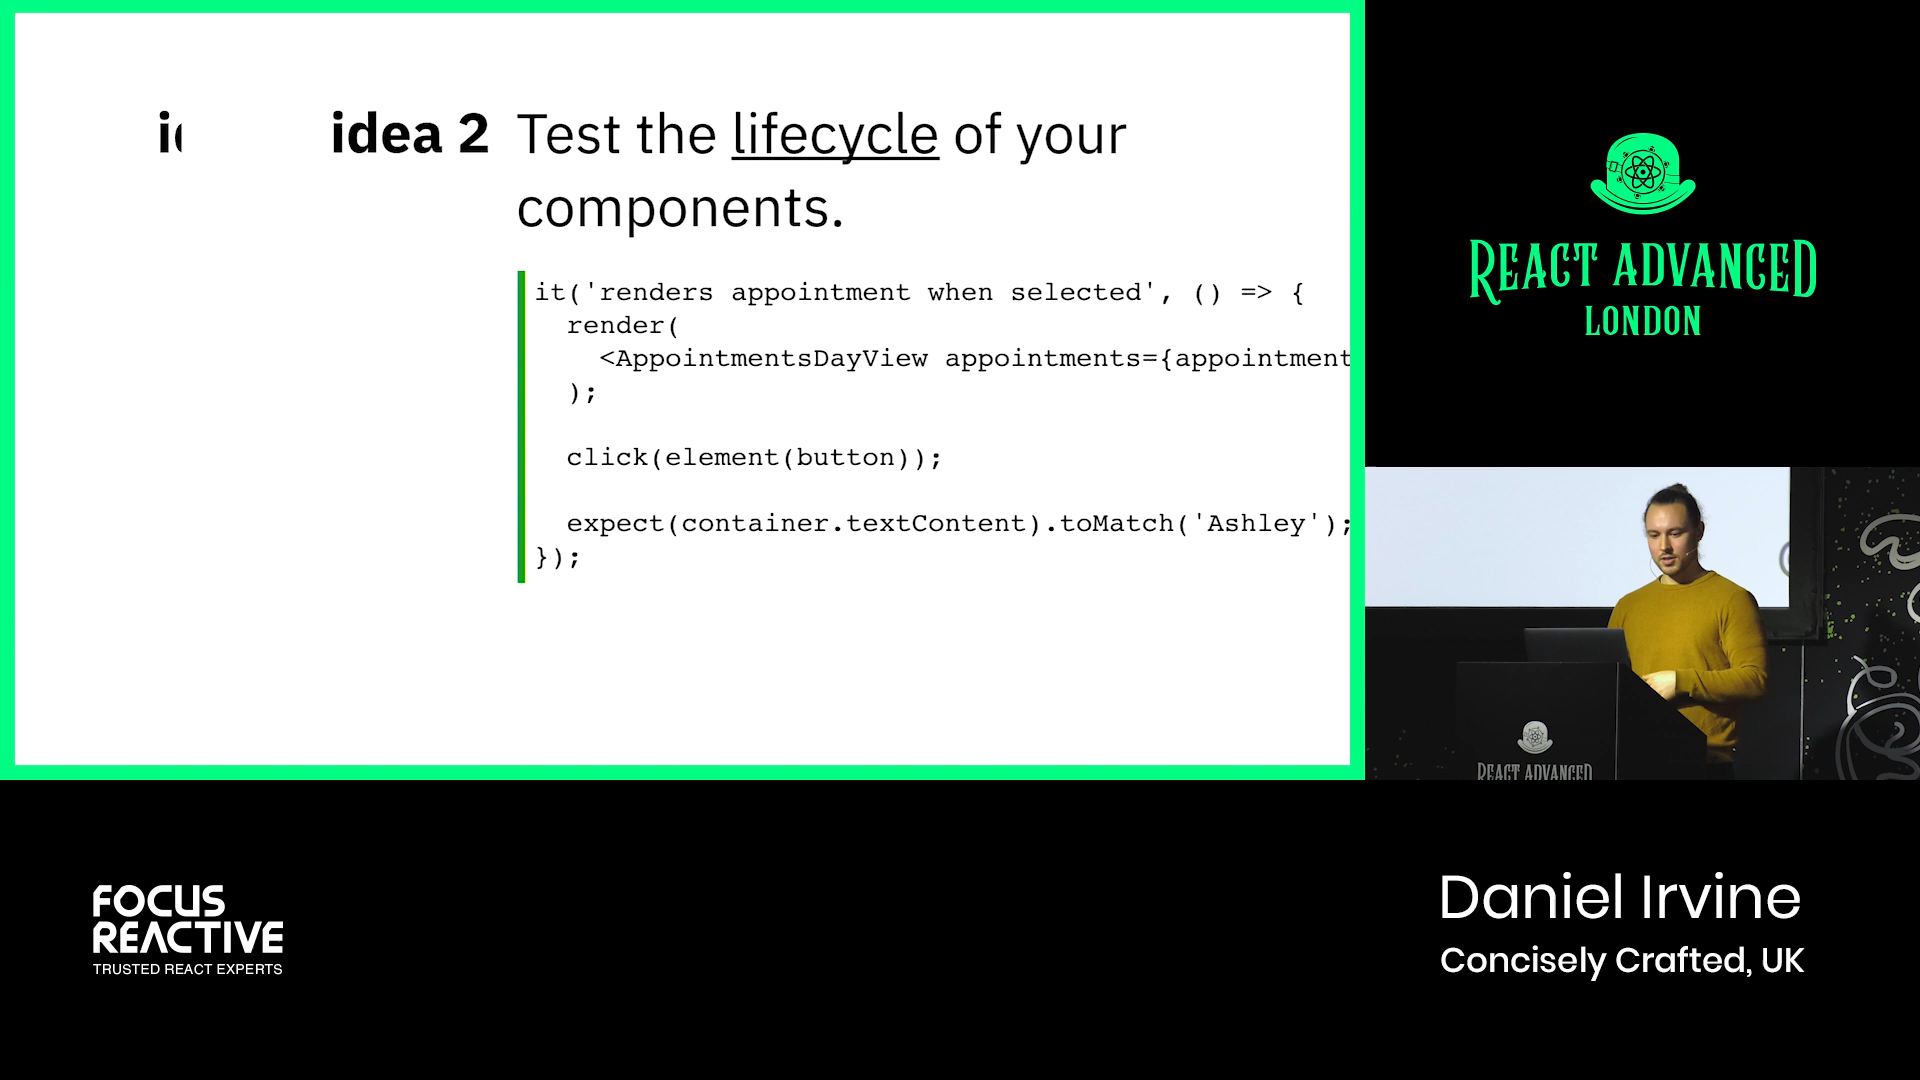 idea 2 Test the lifecycle of your
components.
it('renders appointment when selected', () => {
render(
<AppointmentsDayView appointments={appointment
);
click(element(button));
expect(container.textContent).toMatch('Ashley');
});
REACT ADVANCED
LONDON
REACT ADVANCED
FOCUS
REACTIVE
TRUSTED REACT EXPERTS
Daniel Irvine
Concisely Crafted, UK